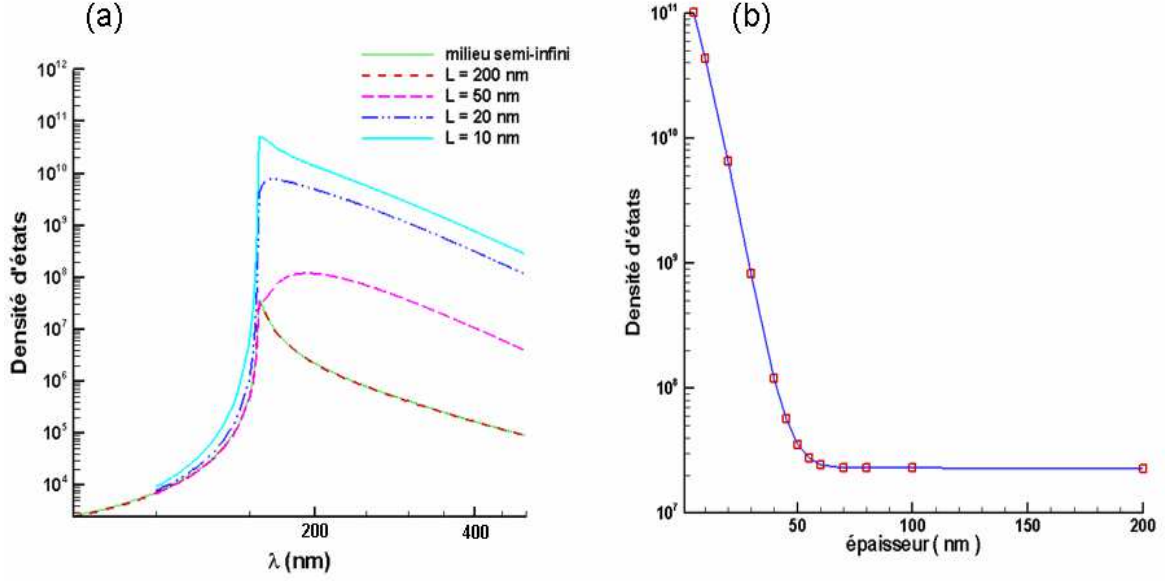 (a)
milieu semi-infini
L = 200 nm
L = 50 nm
L = 20 nm
L = 10 nm
10¹²
10¹¹
10¹⁰
10⁹
10⁸
10⁷
10⁶
10⁵
10⁴
Densité d'états
200
400
λ (nm)
(b)
10¹¹
10¹⁰
10⁹
10⁸
10⁷
Densité d'états
50
100
150
200
épaisseur ( nm )